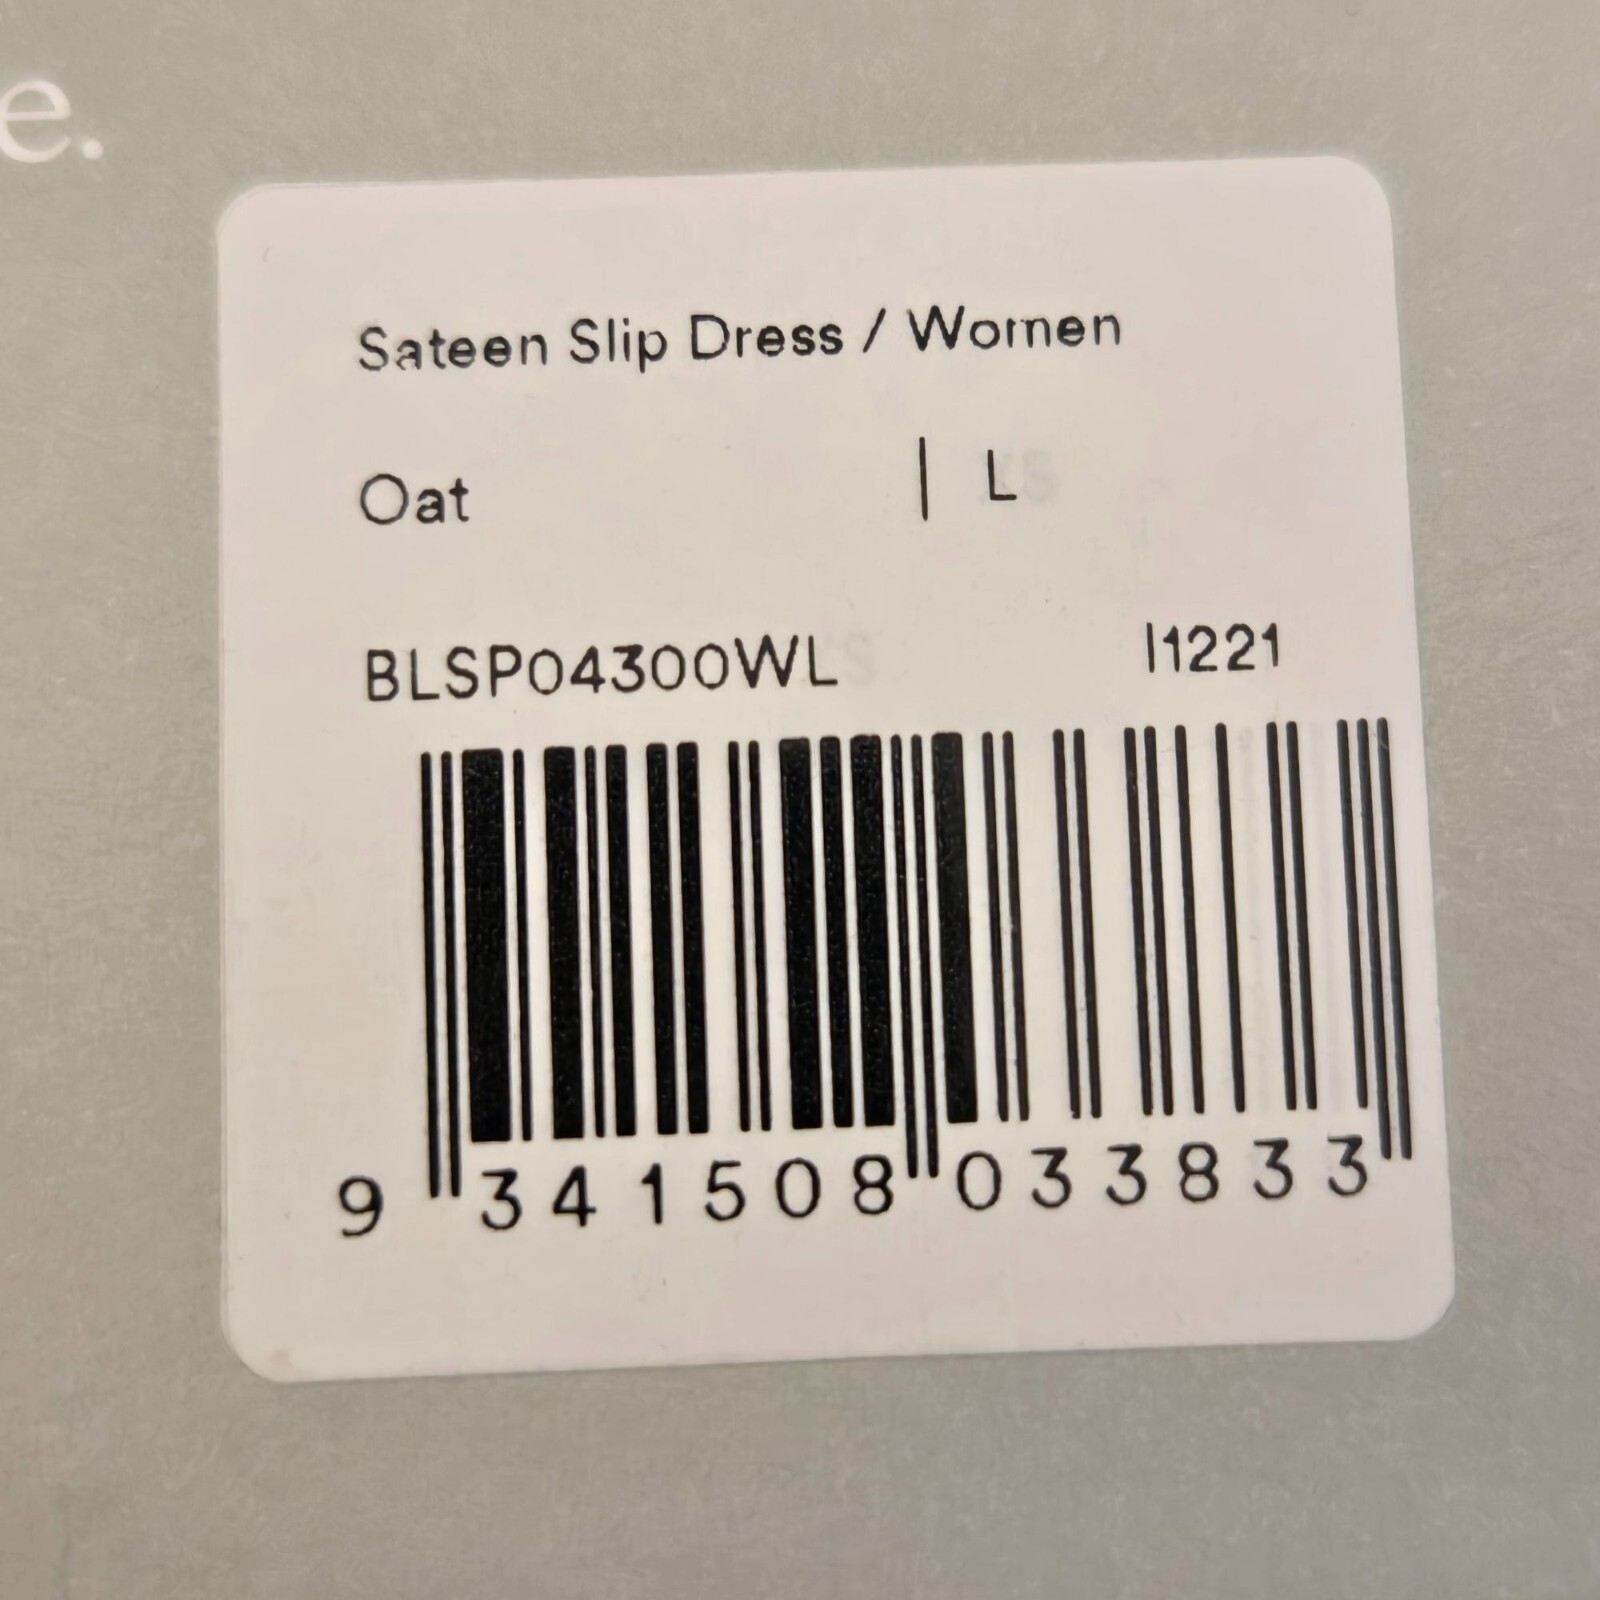 e.
Sateen Slip Dress / Women
Oat | L
BLSP04300WL I1221
9 341508 033833